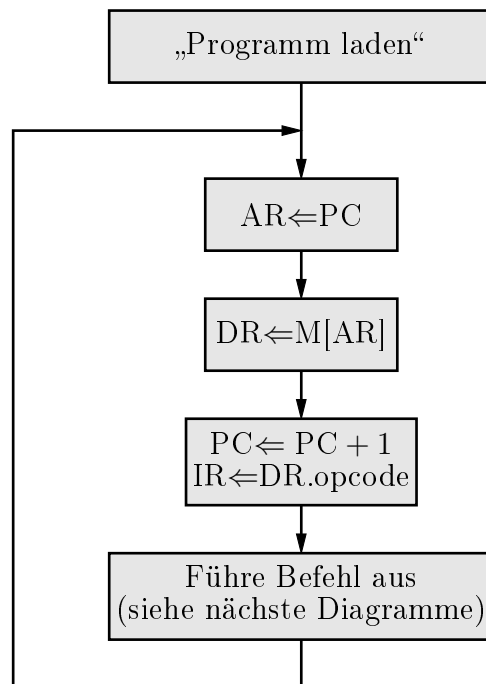 „Programm laden“
AR⇐PC
DR⇐M[AR]
PC⇐ PC + 1
IR⇐DR.opcode
Führe Befehl aus
(siehe nächste Diagramme)